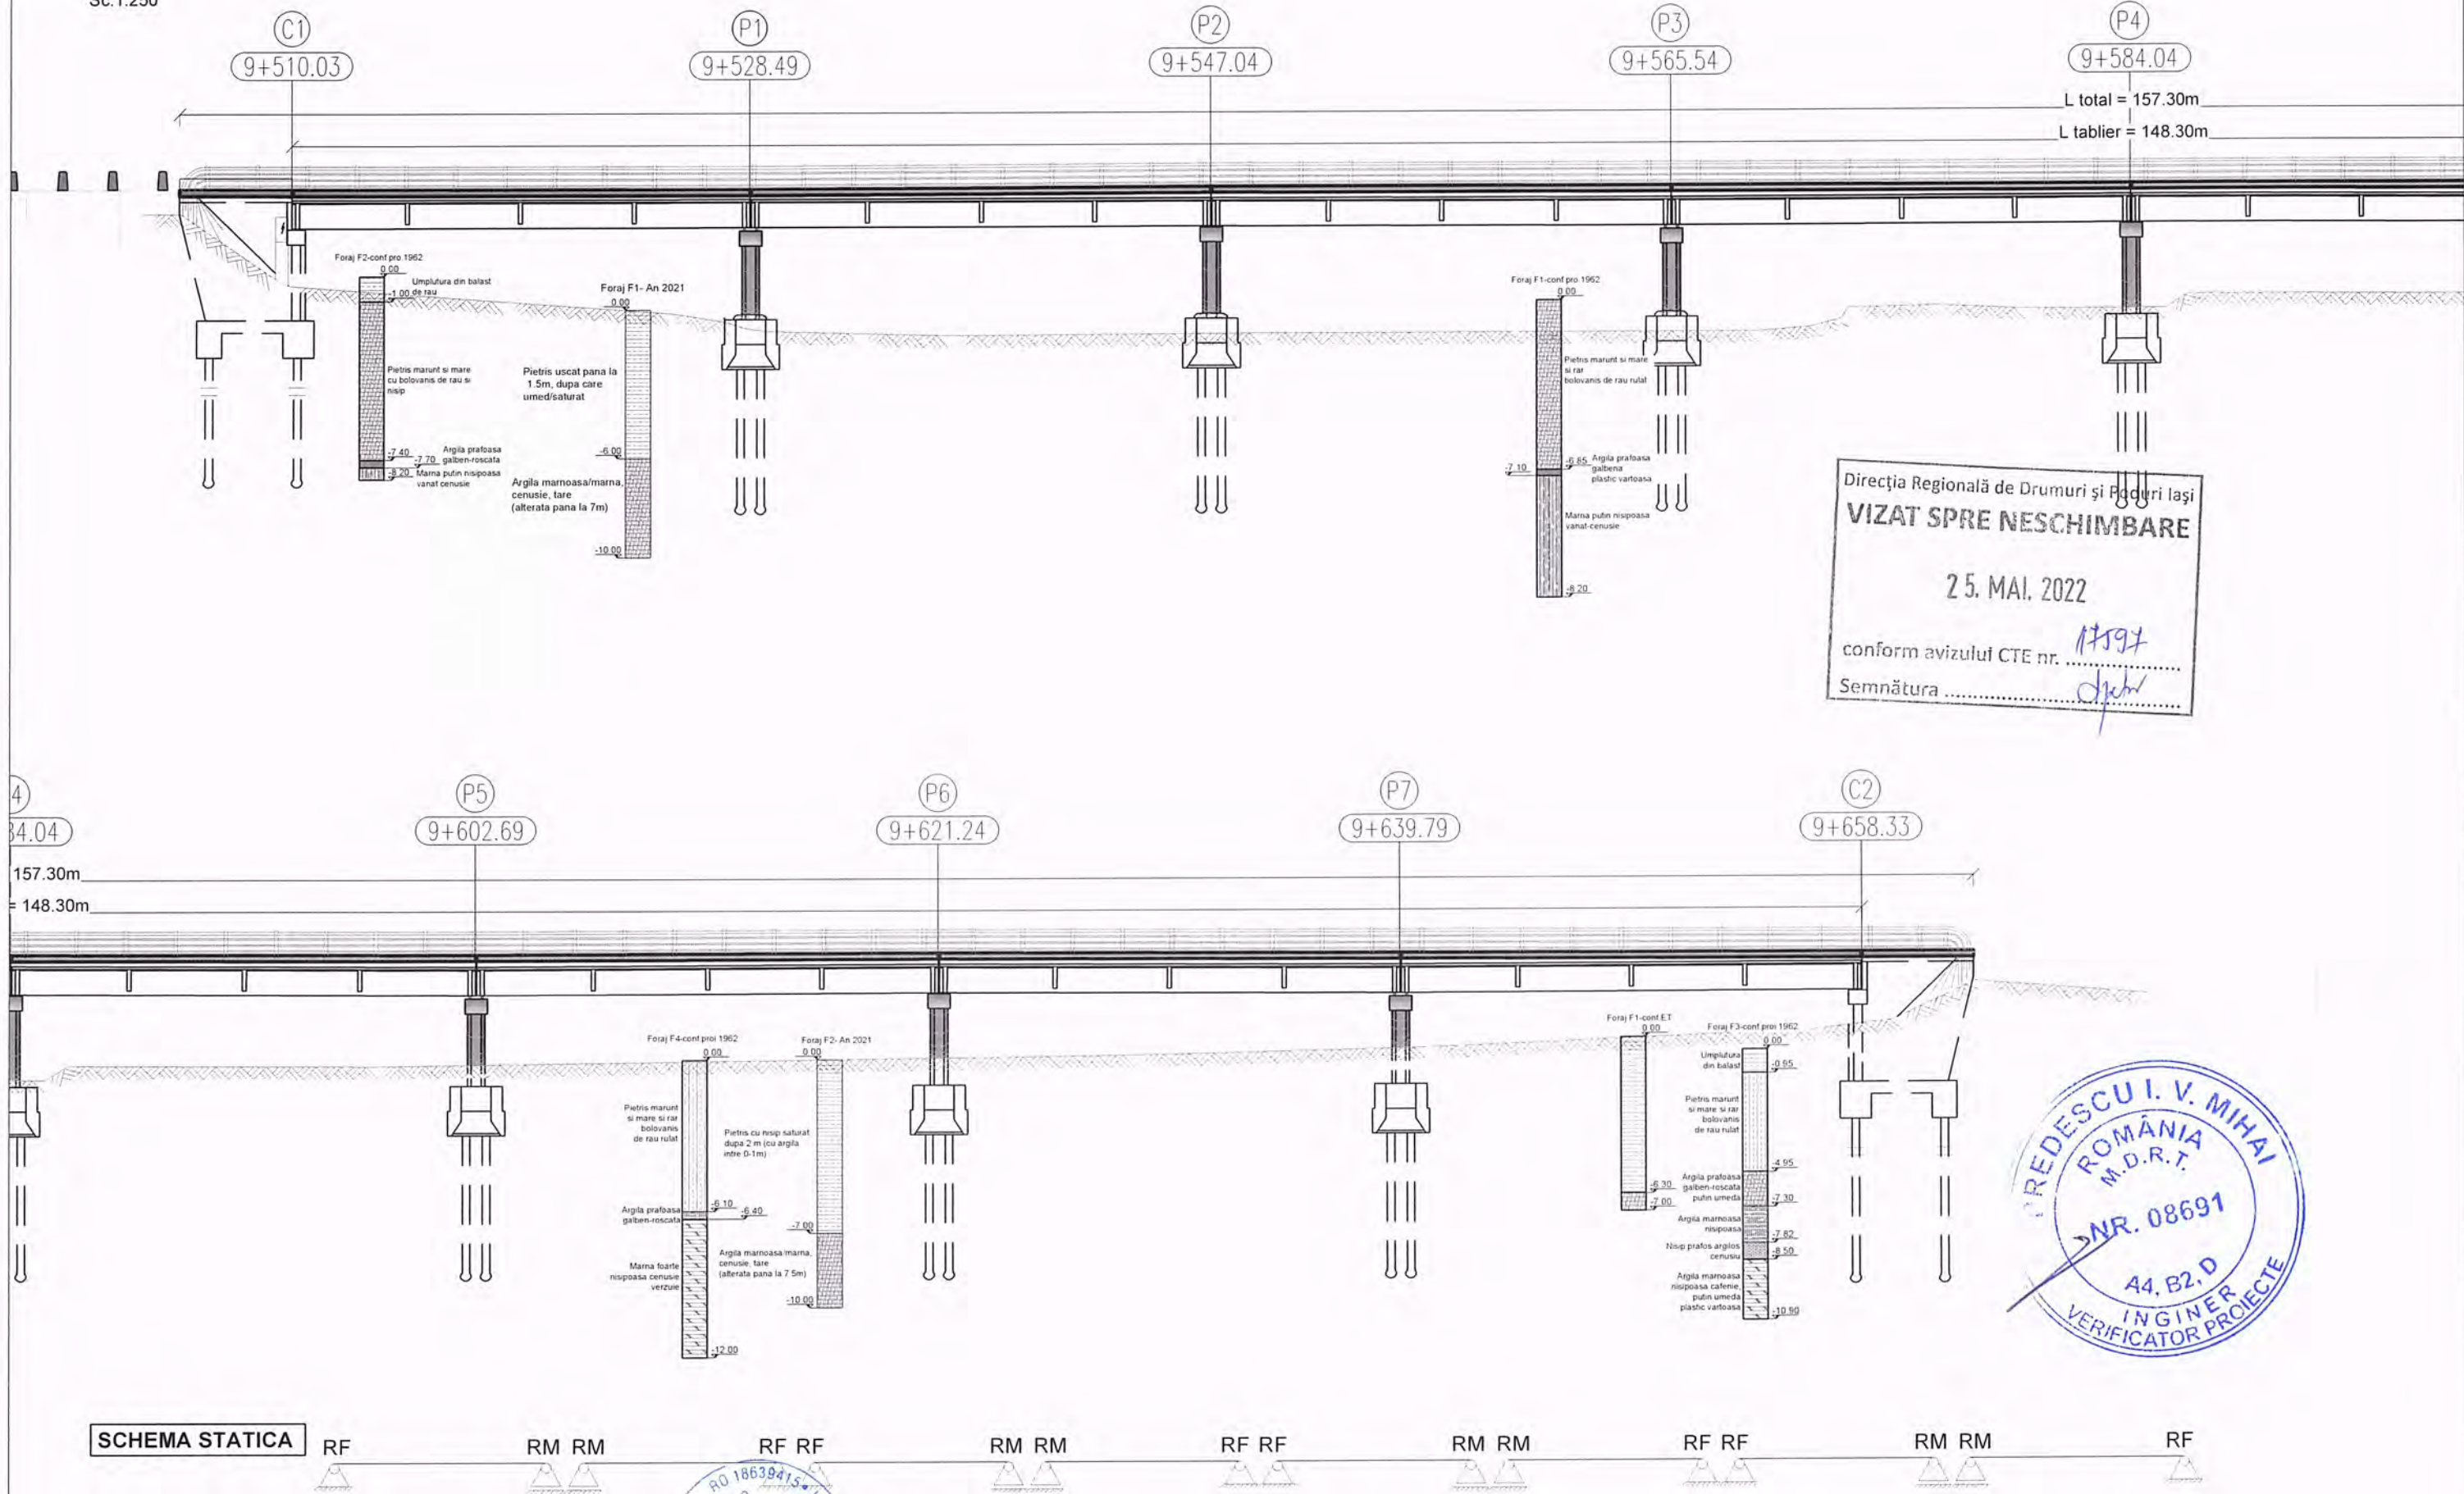 Sc.1:250
C1
9+510.03
P1
9+528.49
P2
9+547.04
P3
9+565.54
P4
9+584.04
L total = 157.30m
L tablier = 148.30m
Foraj F2-conf pro 1962
0.00
Umplutura din balast
de rau
-1.00
Pietris marunt si mare
cu bolovanis de rau si
nisip
-7.40
-7.70
Argila prafoasa
galben-roscata
-8.20
Marna putin nisipoasa
vanat cenusie
Foraj F1- An 2021
0.00
Pietris uscat pana la
1.5m, dupa care
umed/saturat
-6.00
Argila marnoasa/marna,
cenusie, tare
(alterata pana la 7m)
-10.00
Foraj F1-conf pro 1962
0.00
Pietris marunt si mare
si rar
bolovanis de rau rulat
-7.10
-6.85
Argila prafoasa
galbena
plastic vartoasa
Marna putin nisipoasa
vanat-cenusie
-8.20
Direcția Regională de Drumuri și Poduri Iași
VIZAT SPRE NESCHIMBARE
25. MAI. 2022
conform avizului CTE nr. 17597
Semnătura
4
34.04
P5
9+602.69
P6
9+621.24
P7
9+639.79
C2
9+658.33
157.30m
= 148.30m
Foraj F4-conf proi 1962
0.00
Pietris marunt
si mare si rar
bolovanis
de rau rulat
-6.10
-6.40
Argila prafoasa
galben-roscata
Marna foarte
nisipoasa cenusie
verzuie
-12.00
Foraj F2- An 2021
0.00
Pietris cu nisip saturat
dupa 2 m (cu argila
intre 0-1m)
-7.00
Argila marnoasa/marna,
cenusie, tare
(alterata pana la 7.5m)
-10.00
Foraj F1-conf.ET
0.00
-6.30
-7.00
Foraj F3-conf proi 1962
0.00
Umplutura
din balast
-0.95
Pietris marunt
si mare si rar
bolovanis
de rau rulat
-4.95
Argila prafoasa
galben-roscata
putin umeda
-7.30
Argila marnoasa
nisipoasa
-7.82
Nisip prafos argilos
cenusiu
-8.50
Argila marnoasa
nisipoasa cafenie,
putin umeda
plastic vartoasa
-10.90
REDESCU I. V. MIHAI
ROMÂNIA
M.D.R.T.
NR. 08691
A4, B2, D
INGINER
VERIFICATOR PROIECTE
SCHEMA STATICA
RF RM RM RF RF RM RM RF RF RM RM RF RF RM RM RF
RO 18639415